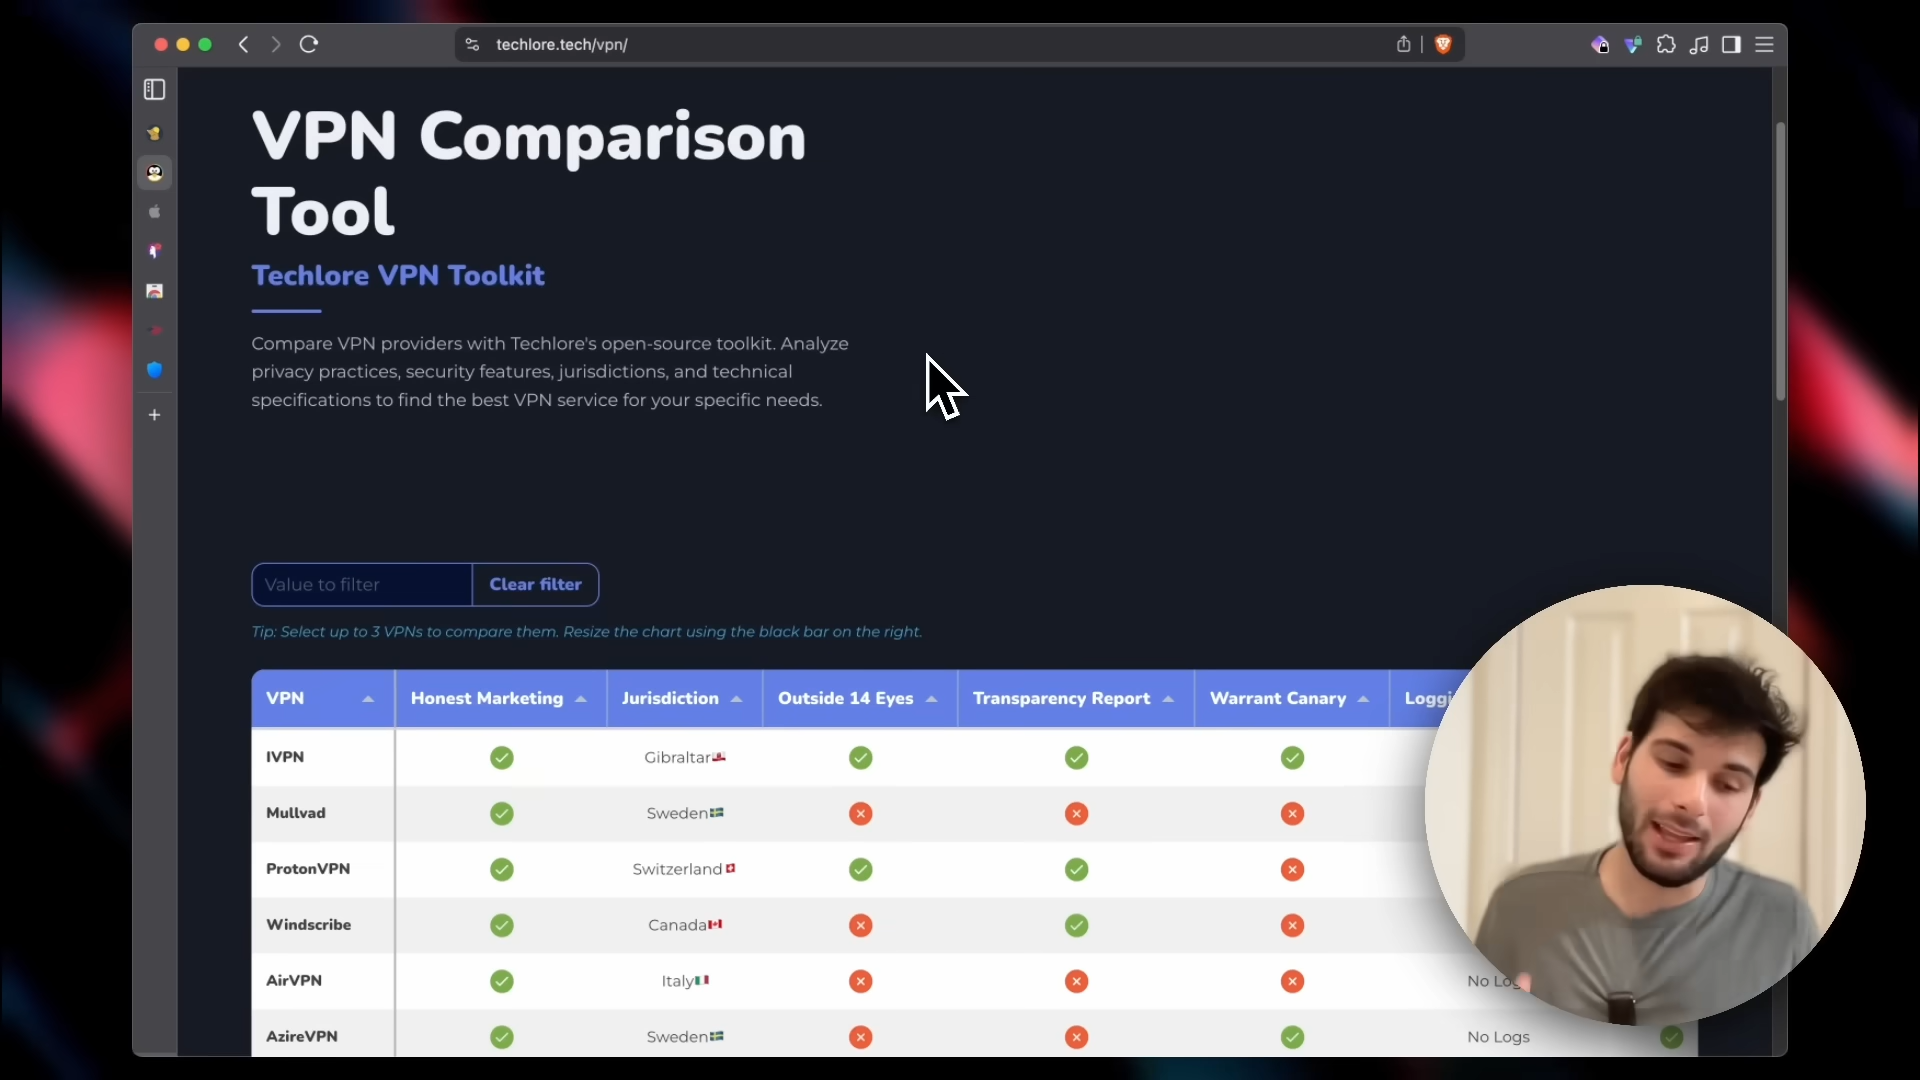 techlore.tech/vpn/
VPN Comparison
Tool
Techlore VPN Toolkit
Compare VPN providers with Techlore's open-source toolkit. Analyze
privacy practices, security features, jurisdictions, and technical
specifications to find the best VPN service for your specific needs.
Value to filter Clear filter
Tip: Select up to 3 VPNs to compare them. Resize the chart using the black bar on the right.
VPN Honest Marketing Jurisdiction Outside 14 Eyes Transparency Report Warrant Canary
IVPN Gibraltar
Mullvad Sweden
ProtonVPN Switzerland
Windscribe Canada
AirVPN Italy No
AzireVPN Sweden No Logs